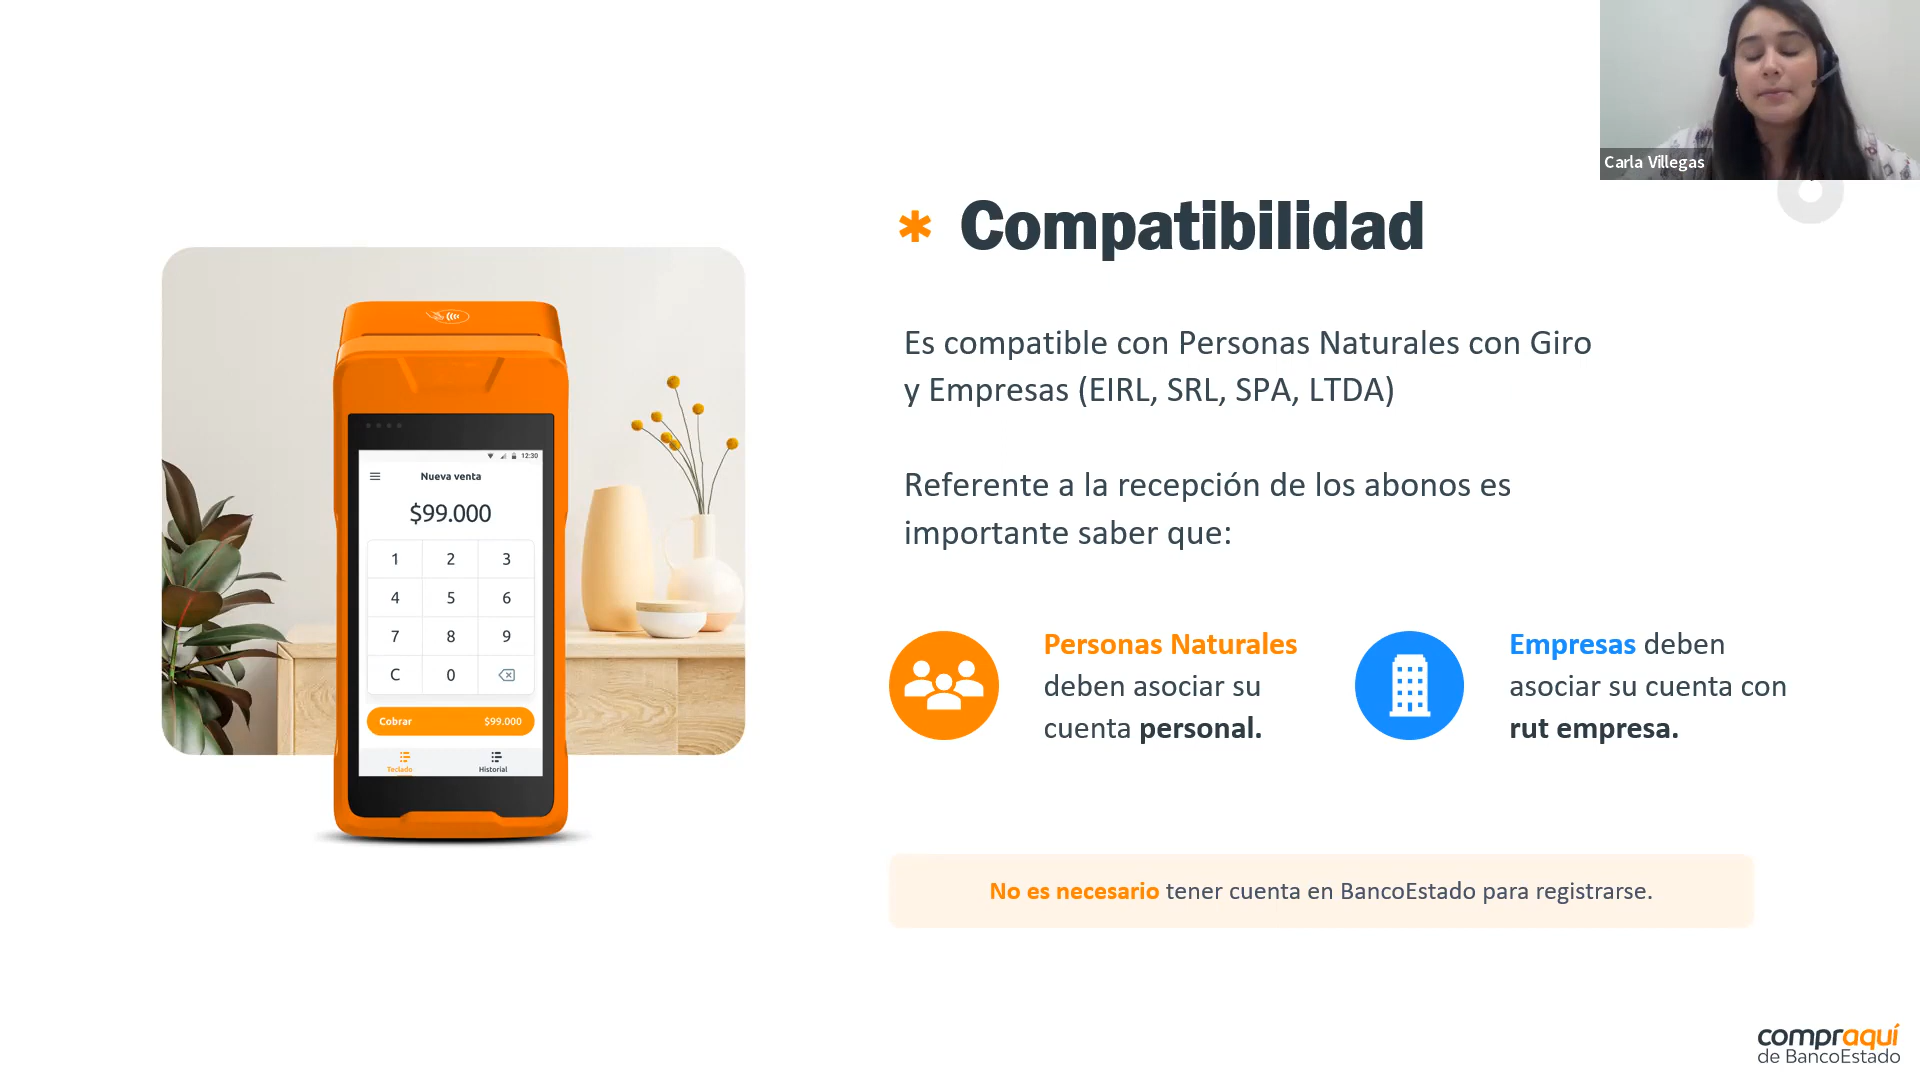 Carla Villegas
* Compatibilidad
Es compatible con Personas Naturales con Giro
y Empresas (EIRL, SRL, SPA, LTDA)
Referente a la recepción de los abonos es
importante saber que:
Personas Naturales
deben asociar su
cuenta personal.
Empresas deben
asociar su cuenta con
rut empresa.
No es necesario tener cuenta en BancoEstado para registrarse.
12:30
Nueva venta
$99.000
1 2 3
4 5 6
7 8 9
C 0
Cobrar $99.000
Teclado Historial
compraquí
de BancoEstado